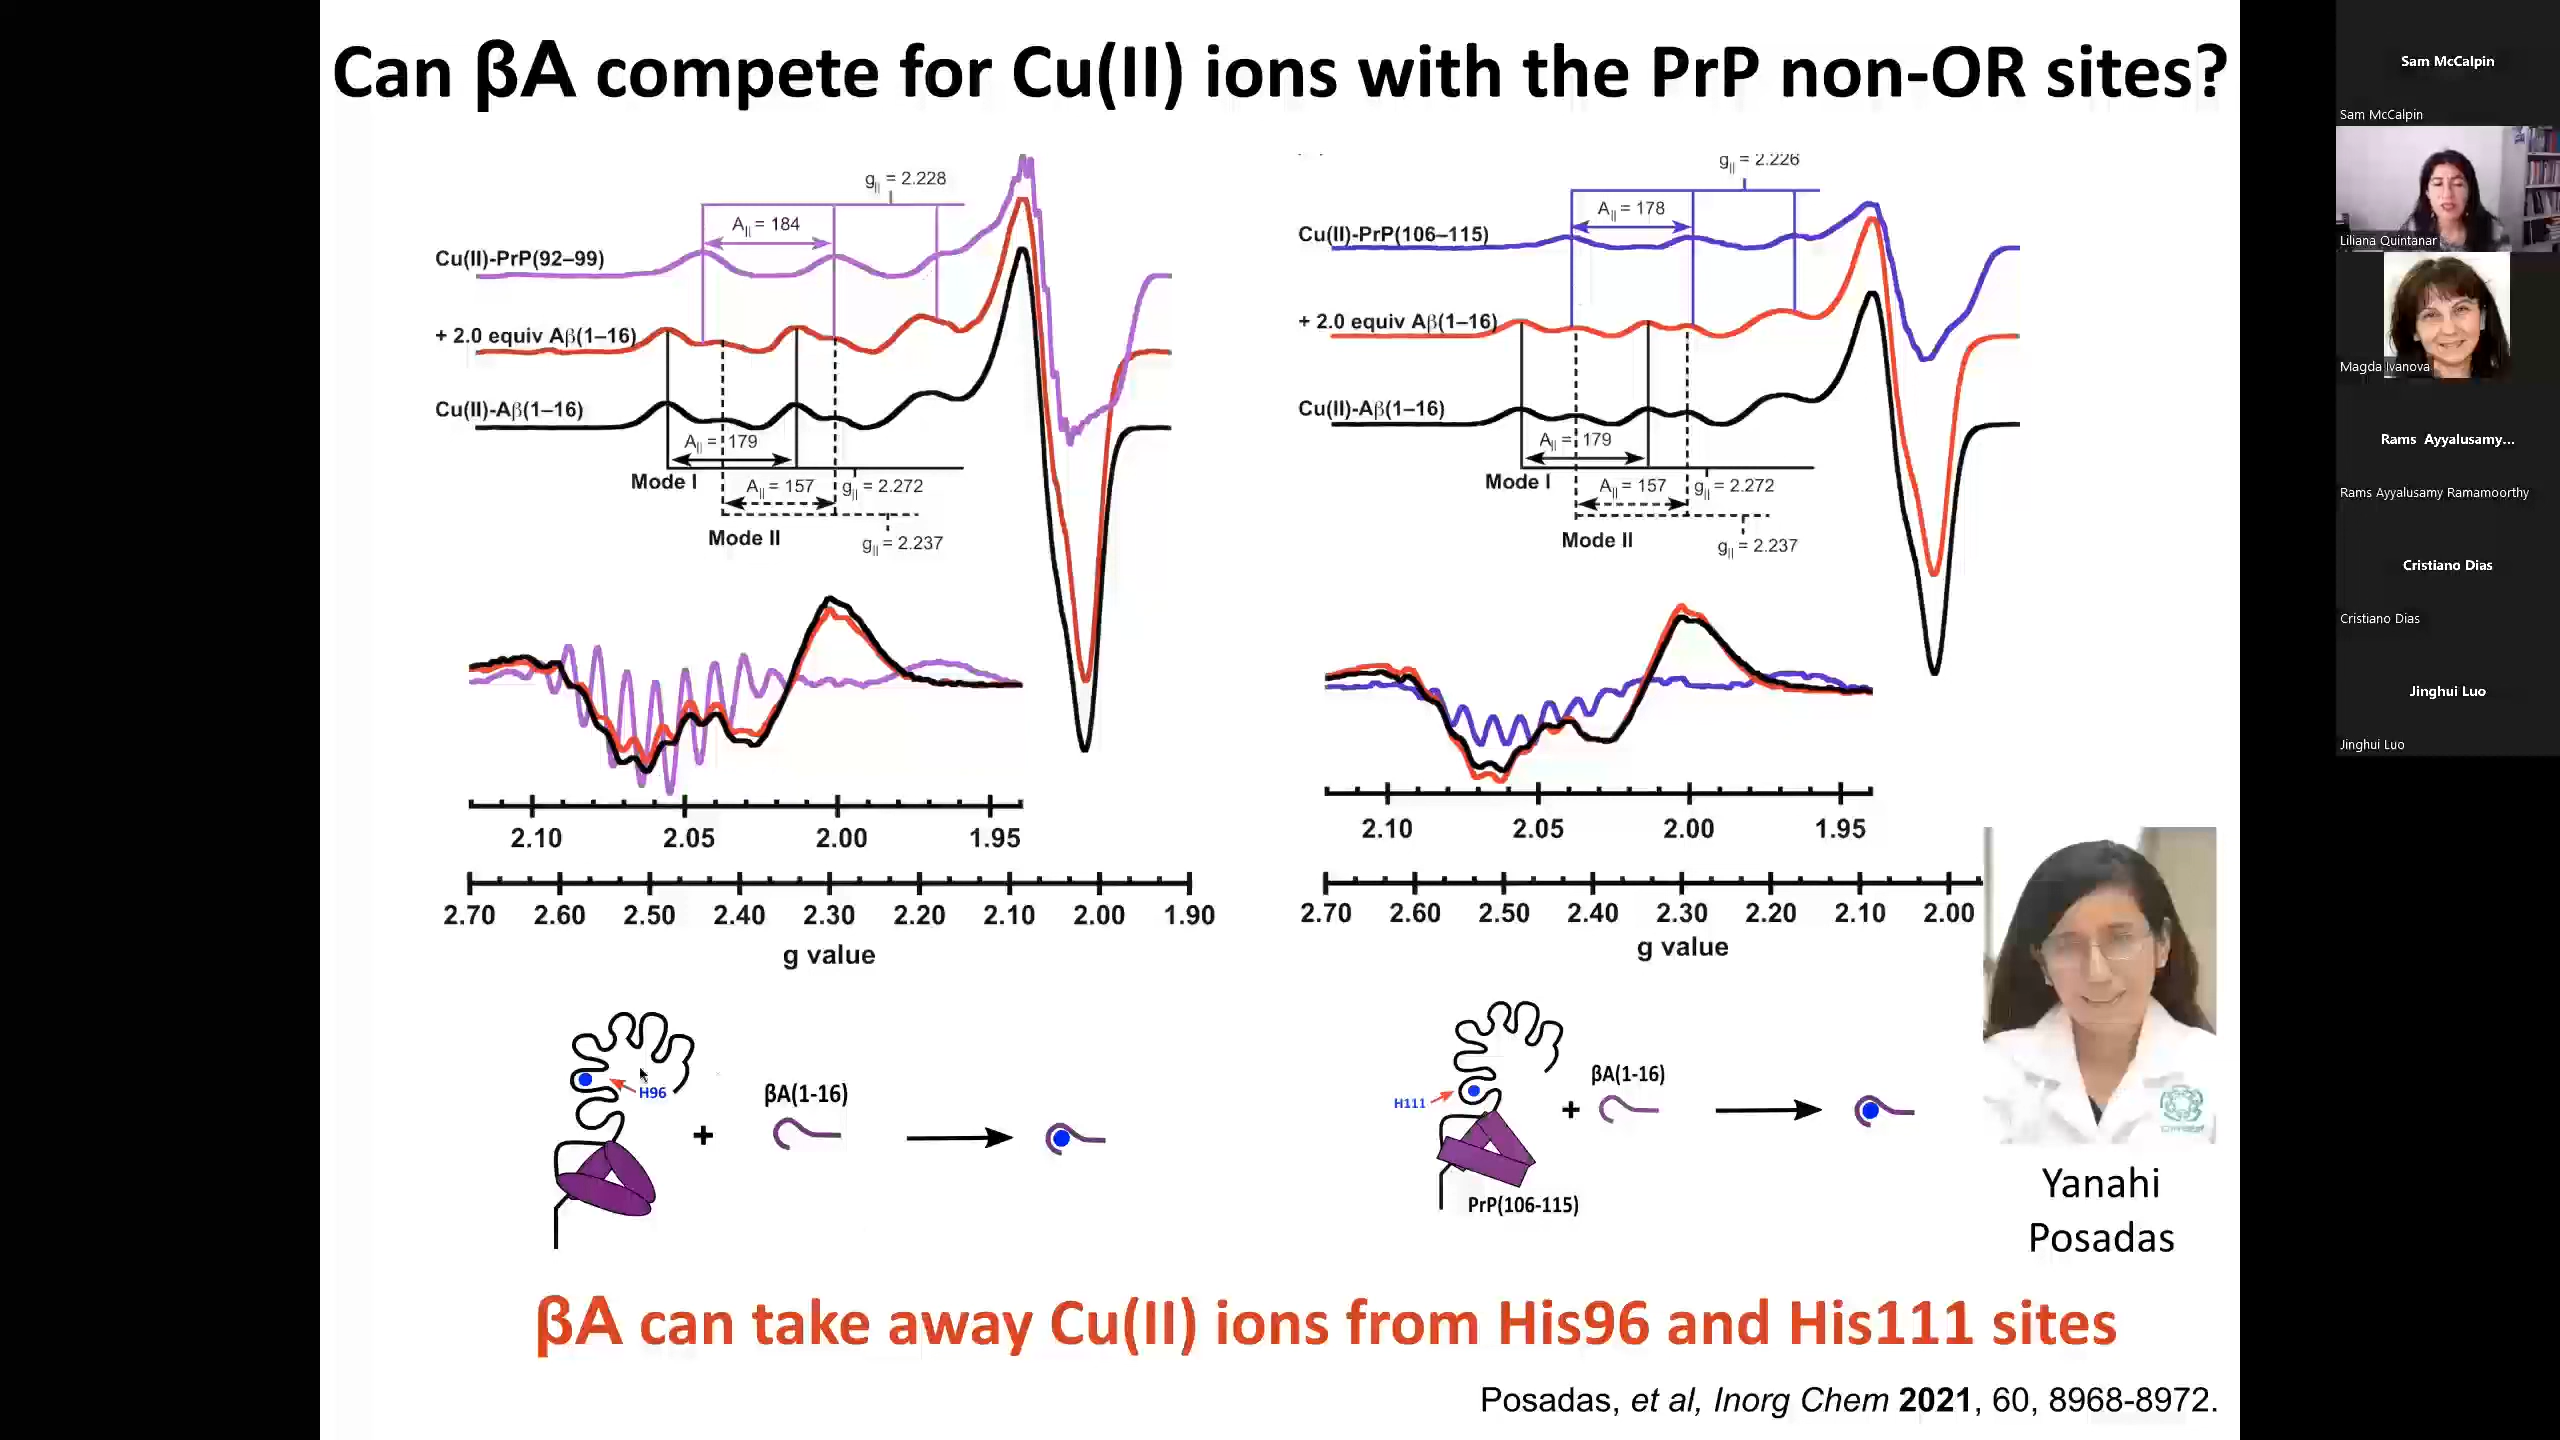 Can βA compete for Cu(II) ions with the PrP non-OR sites?
g|| = 2.228
A|| = 184
Cu(II)-PrP(92–99)
+ 2.0 equiv Aβ(1–16)
Cu(II)-Aβ(1–16)
A|| = 179
Mode I
A|| = 157
g|| = 2.272
Mode II
g|| = 2.237
2.10 2.05 2.00 1.95
2.70 2.60 2.50 2.40 2.30 2.20 2.10 2.00 1.90
g value
g|| = 2.226
A|| = 178
Cu(II)-PrP(106–115)
+ 2.0 equiv Aβ(1–16)
Cu(II)-Aβ(1–16)
A|| = 179
Mode I
A|| = 157
g|| = 2.272
Mode II
g|| = 2.237
2.10 2.05 2.00 1.95
2.70 2.60 2.50 2.40 2.30 2.20 2.10 2.00
g value
H96
+
βA(1-16)
H111
+
βA(1-16)
PrP(106-115)
Yanahi
Posadas
βA can take away Cu(II) ions from His96 and His111 sites
Posadas, et al, Inorg Chem 2021, 60, 8968-8972.
Sam McCalpin
Sam McCalpin
Liliana Quintanar
Magda Ivanova
Rams Ayyalusamy...
Rams Ayyalusamy Ramamoorthy
Cristiano Dias
Cristiano Dias
Jinghui Luo
Jinghui Luo